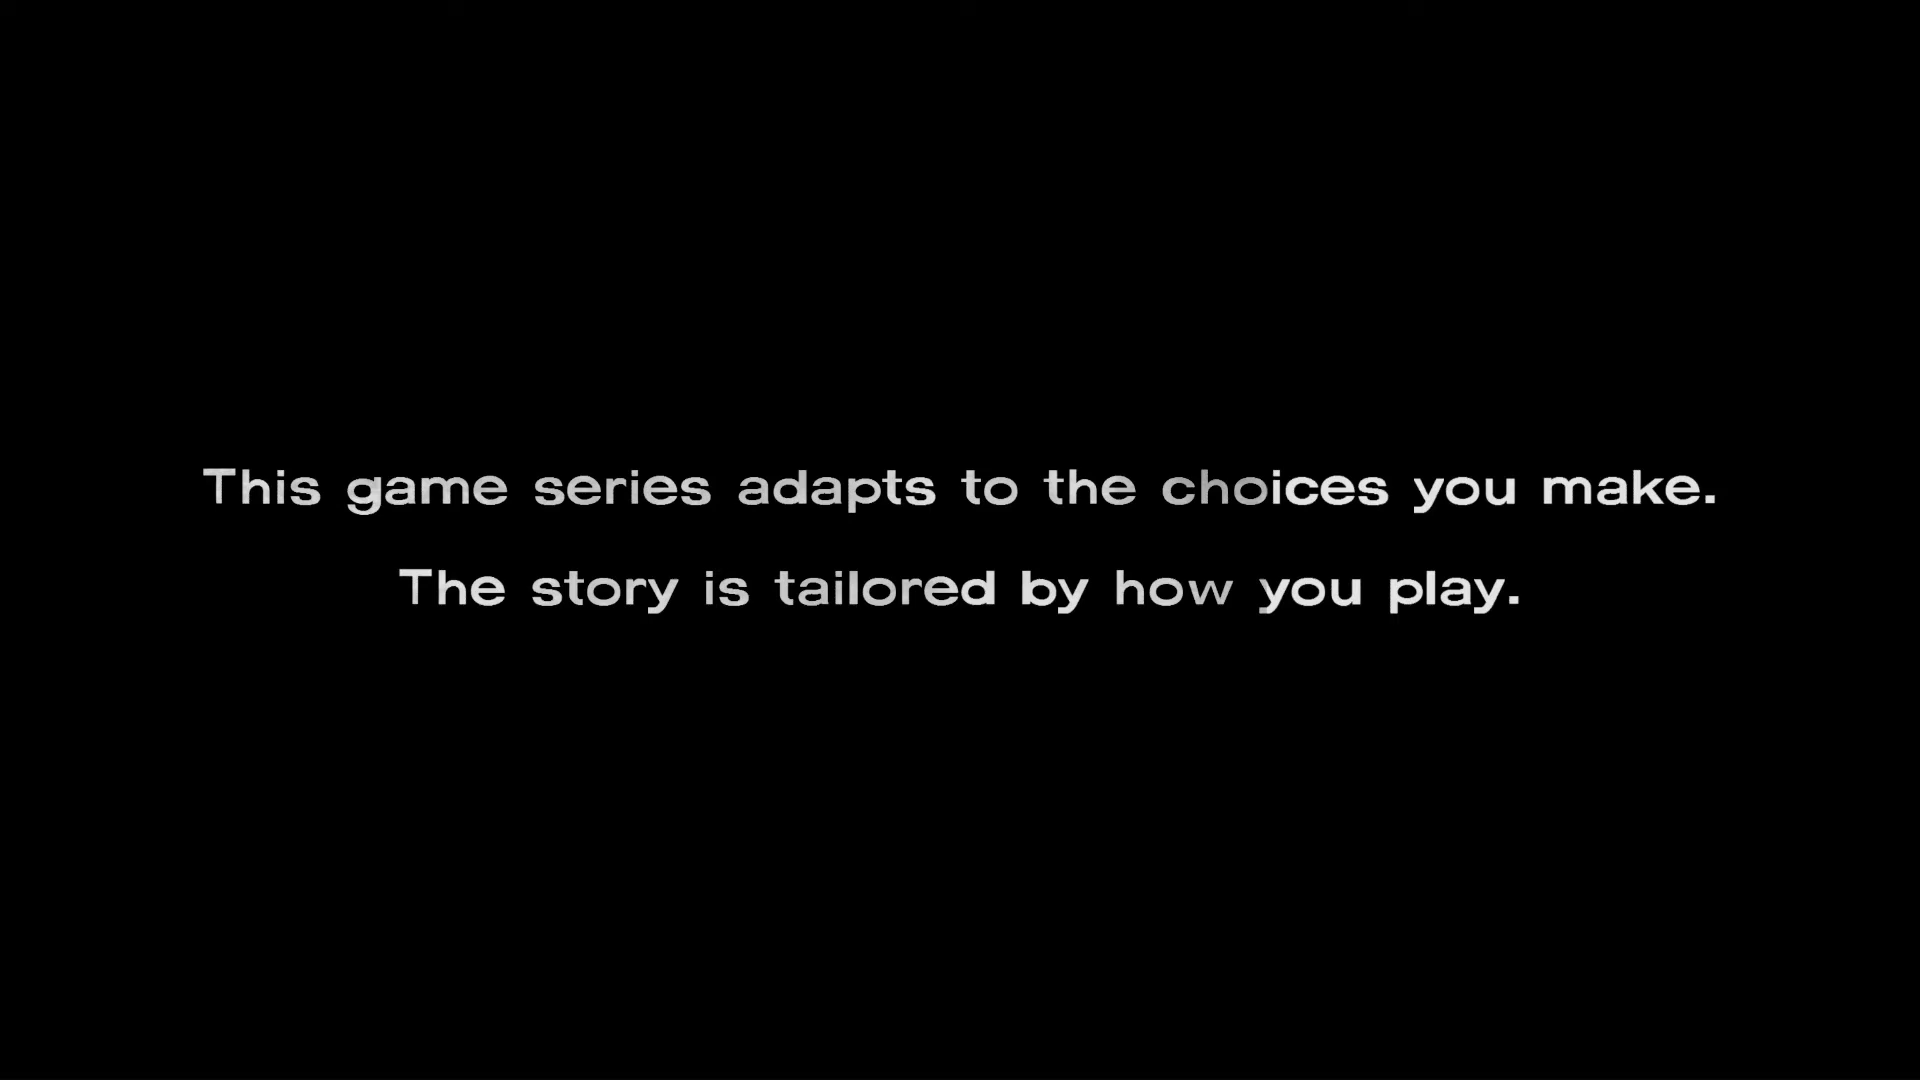 This game series adapts to the choices you make.
The story is tailored by how you play.